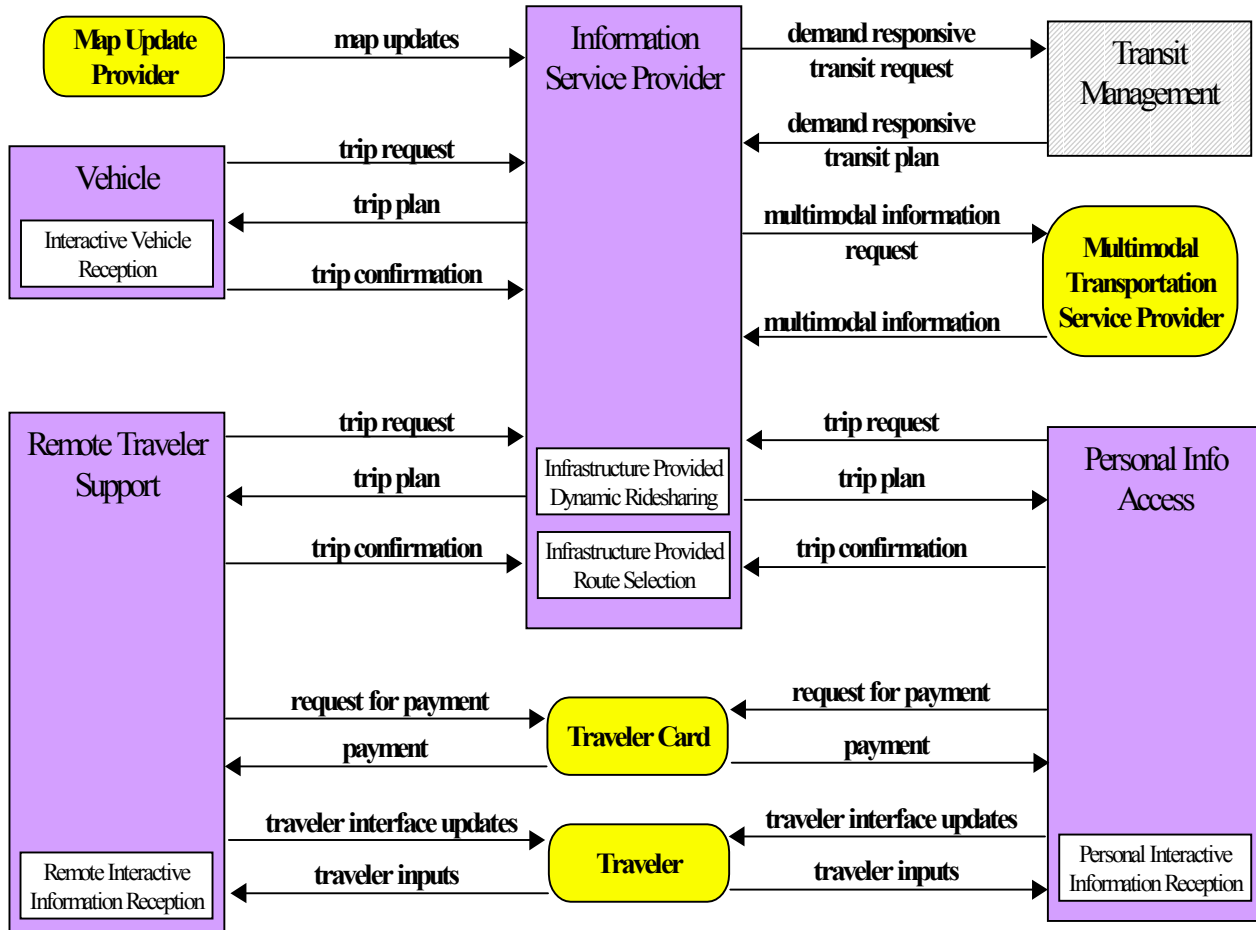 Map Update
Provider
map updates
Information
Service Provider
demand responsive
transit request
Transit
Management
demand responsive
transit plan
Vehicle
Interactive Vehicle
Reception
trip request
trip plan
trip confirmation
multimodal information
request
multimodal information
Multimodal
Transportation
Service Provider
Remote Traveler
Support
trip request
trip plan
trip confirmation
Infrastructure Provided
Dynamic Ridesharing
Infrastructure Provided
Route Selection
trip request
trip plan
trip confirmation
Personal Info
Access
request for payment
payment
Traveler Card
request for payment
payment
traveler interface updates
traveler inputs
Traveler
traveler interface updates
traveler inputs
Remote Interactive
Information Reception
Personal Interactive
Information Reception